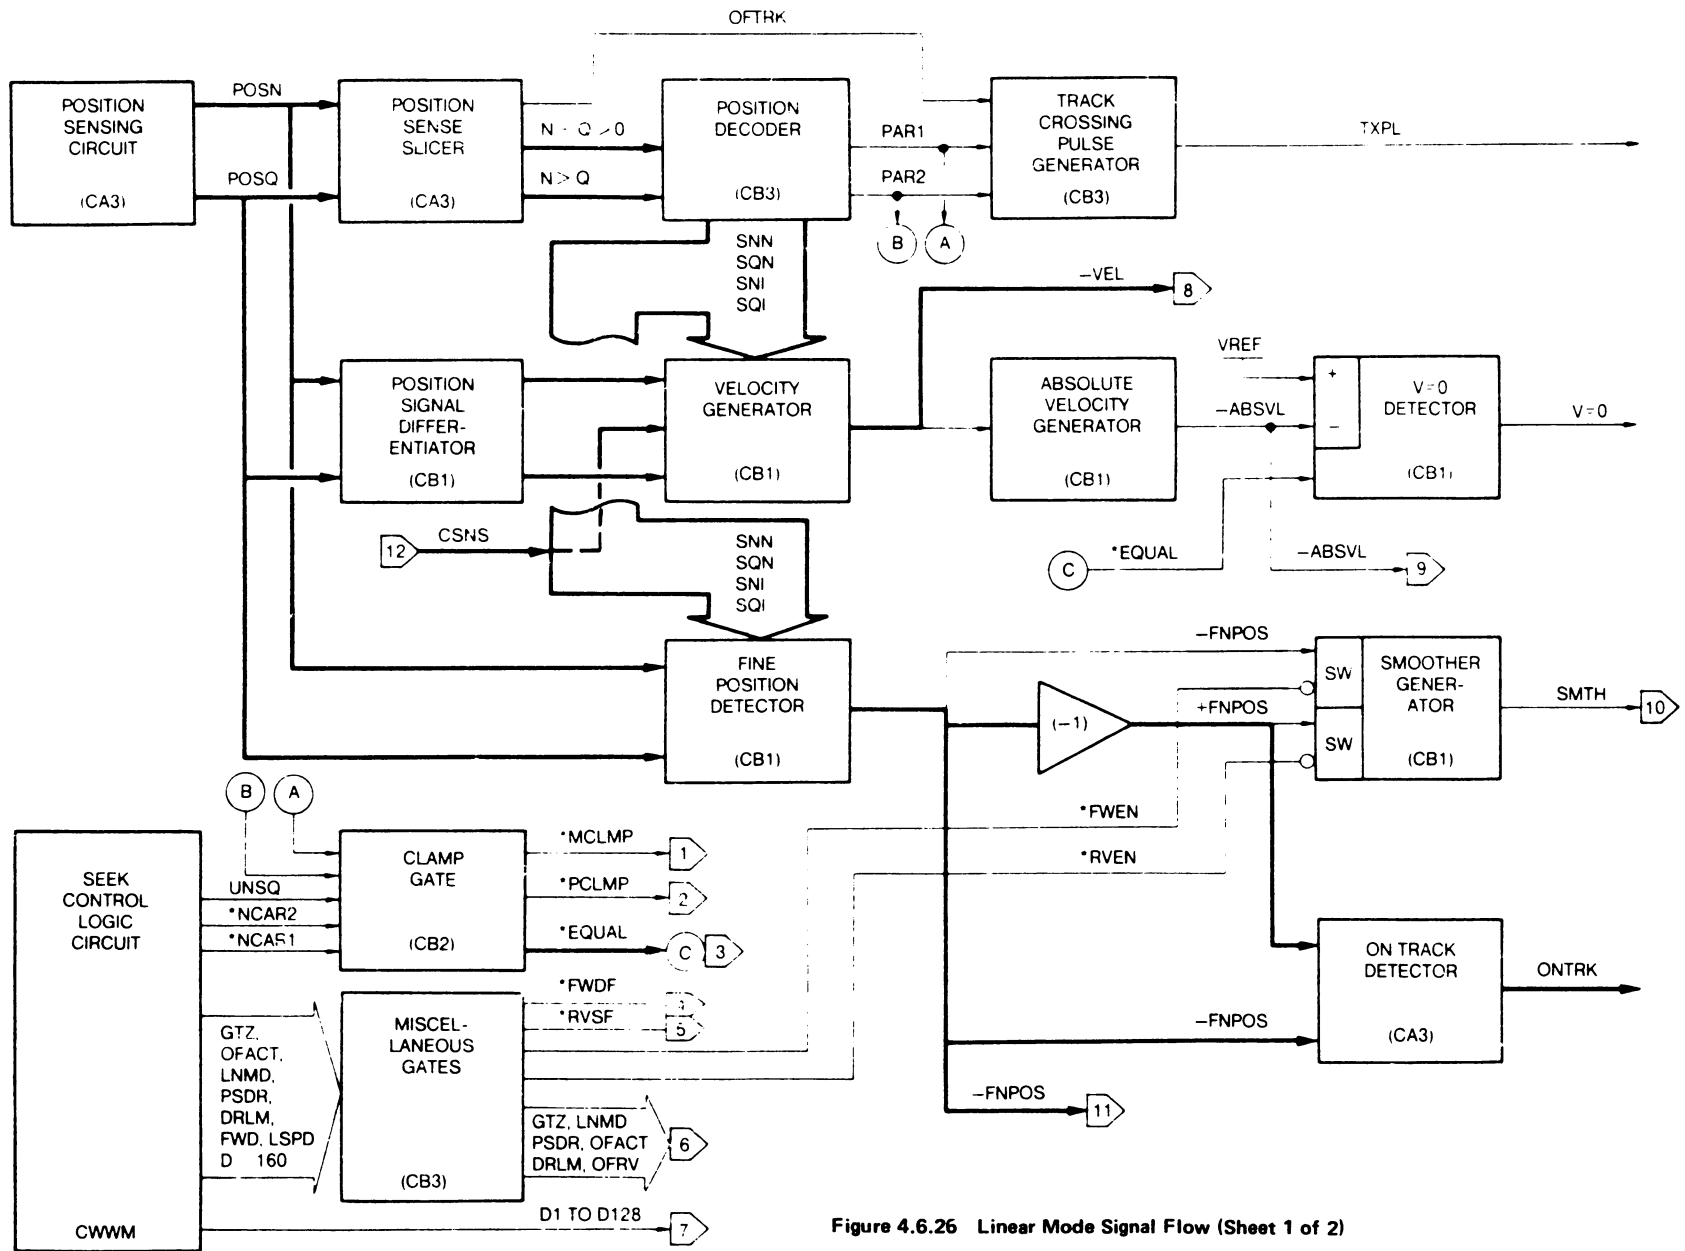 OFTRK
POSITION
SENSING
CIRCUIT
(CA3)
POSN
POSQ
POSITION
SENSE
SLICER
(CA3)
N>Q
POSITION
DECODER
(CB3)
PAR1
PAR2
B
A
TRACK
CROSSING
PULSE
GENERATOR
(CB3)
TXPL
SNN
SQN
SNI
SQI
-VEL
8
POSITION
SIGNAL
DIFFER-
ENTIATOR
(CB1)
VELOCITY
GENERATOR
(CB1)
ABSOLUTE
VELOCITY
GENERATOR
(CB1)
VREF
-ABSVL
+
-
V=0
DETECTOR
(CB1)
V=0
12
CSNS
SNN
SQN
SNI
SQI
C
*EQUAL
-ABSVL
9
FINE
POSITION
DETECTOR
(CB1)
-FNPOS
(-1)
+FNPOS
SW
SW
SMOOTHER
GENER-
ATOR
(CB1)
SMTH
10
*FWEN
*RVEN
B
A
SEEK
CONTROL
LOGIC
CIRCUIT
CWWM
UNSQ
*NCAR2
*NCAR1
CLAMP
GATE
(CB2)
*MCLMP
1
*PCLMP
2
*EQUAL
C
3
ON TRACK
DETECTOR
(CA3)
ONTRK
-FNPOS
-FNPOS
11
GTZ,
OFACT,
LNMD,
PSDR,
DRLM,
FWD, LSPD
D 160
MISCEL-
LANEOUS
GATES
(CB3)
*FWDF
4
*RVSF
5
GTZ, LNMD
PSDR, OFACT
DRLM, OFRV
6
D1 TO D128
7
Figure 4.6.26 Linear Mode Signal Flow (Sheet 1 of 2)